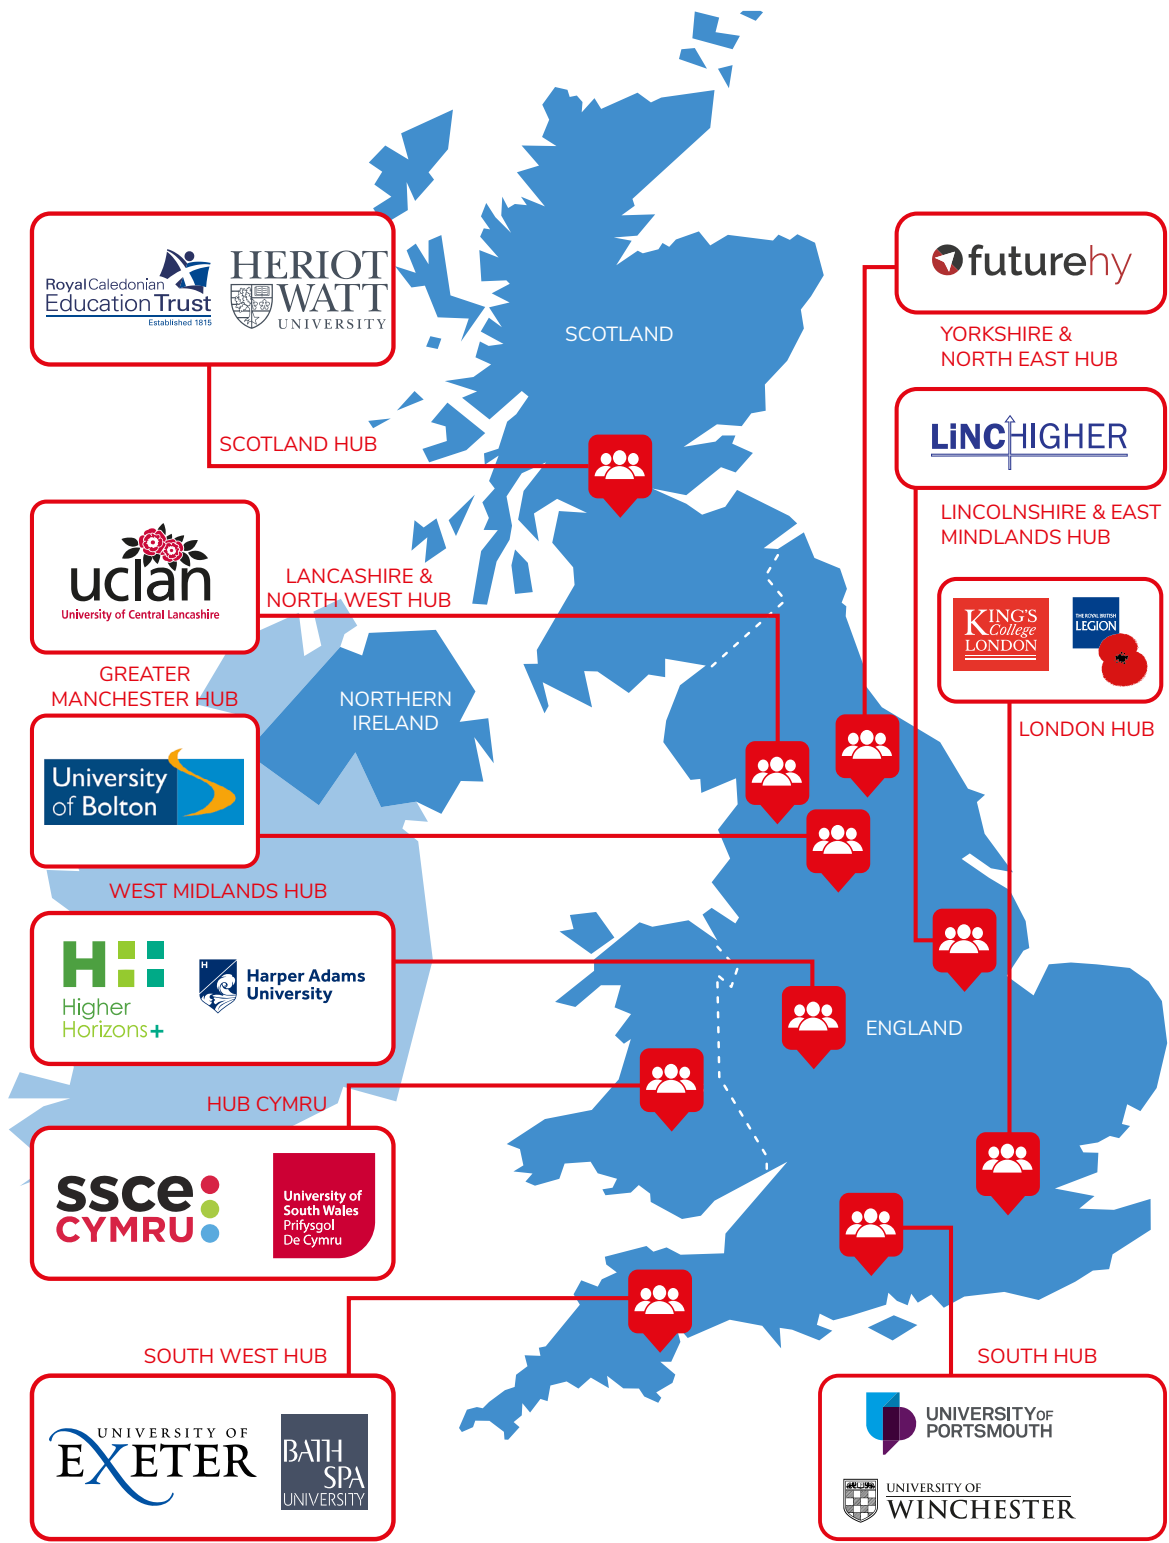 Royal Caledonian
Education Trust
Established 1815
HERIOT
WATT
UNIVERSITY
SCOTLAND HUB
SCOTLAND
futurehy
YORKSHIRE &
NORTH EAST HUB
LiNCHIGHER
LINCOLNSHIRE & EAST
MINDLANDS HUB
uclan
University of Central Lancashire
LANCASHIRE &
NORTH WEST HUB
KING'S
College
LONDON
THE ROYAL BRITISH
LEGION
LONDON HUB
GREATER
MANCHESTER HUB
NORTHERN
IRELAND
University
of Bolton
WEST MIDLANDS HUB
H
Higher
Horizons+
H
Harper Adams
University
ENGLAND
HUB CYMRU
ssce
CYMRU
University of
South Wales
Prifysgol
De Cymru
SOUTH WEST HUB
UNIVERSITY OF
EXETER
BATH
SPA
UNIVERSITY
SOUTH HUB
UNIVERSITY OF
PORTSMOUTH
UNIVERSITY OF
WINCHESTER